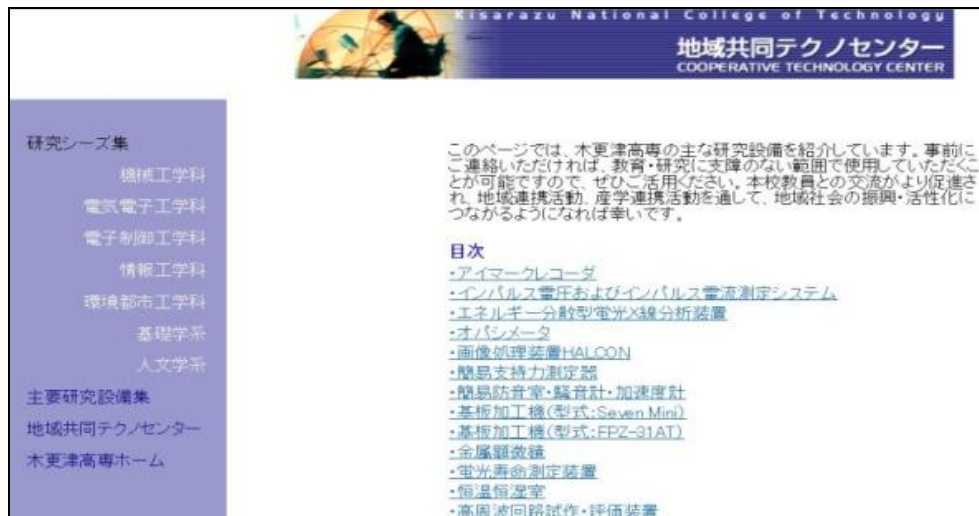 Kisarazu National College of Technology
地域共同テクノセンター
COOPERATIVE TECHNOLOGY CENTER
研究シーズ集
機械工学科
電気電子工学科
電子制御工学科
情報工学科
環境都市工学科
基礎学系
人文学系
主要研究設備集
地域共同テクノセンター
木更津高専ホーム
このページでは、木更津高専の主な研究設備を紹介しています。事前に
ご連絡いただければ、教育・研究に支障のない範囲で使用していただくこ
とが可能ですので、ぜひご活用ください。本校教員との交流がより促進さ
れ、地域連携活動、産学連携活動を通して、地域社会の振興・活性化に
つながるようになれば幸いです。
目次
・アイマークレコーダ
・インパルス電圧およびインパルス電流測定システム
・エネルギー分散型蛍光X線分析装置
・オパシメータ
・画像処理装置HALCON
・簡易支持力測定器
・簡易防音室・騒音計・加速度計
・基板加工機(型式:Seven Mini)
・基板加工機(型式:FPZ-31AT)
・金属顕微鏡
・蛍光寿命測定装置
・恒温恒湿室
・高周波回路試作・評価装置